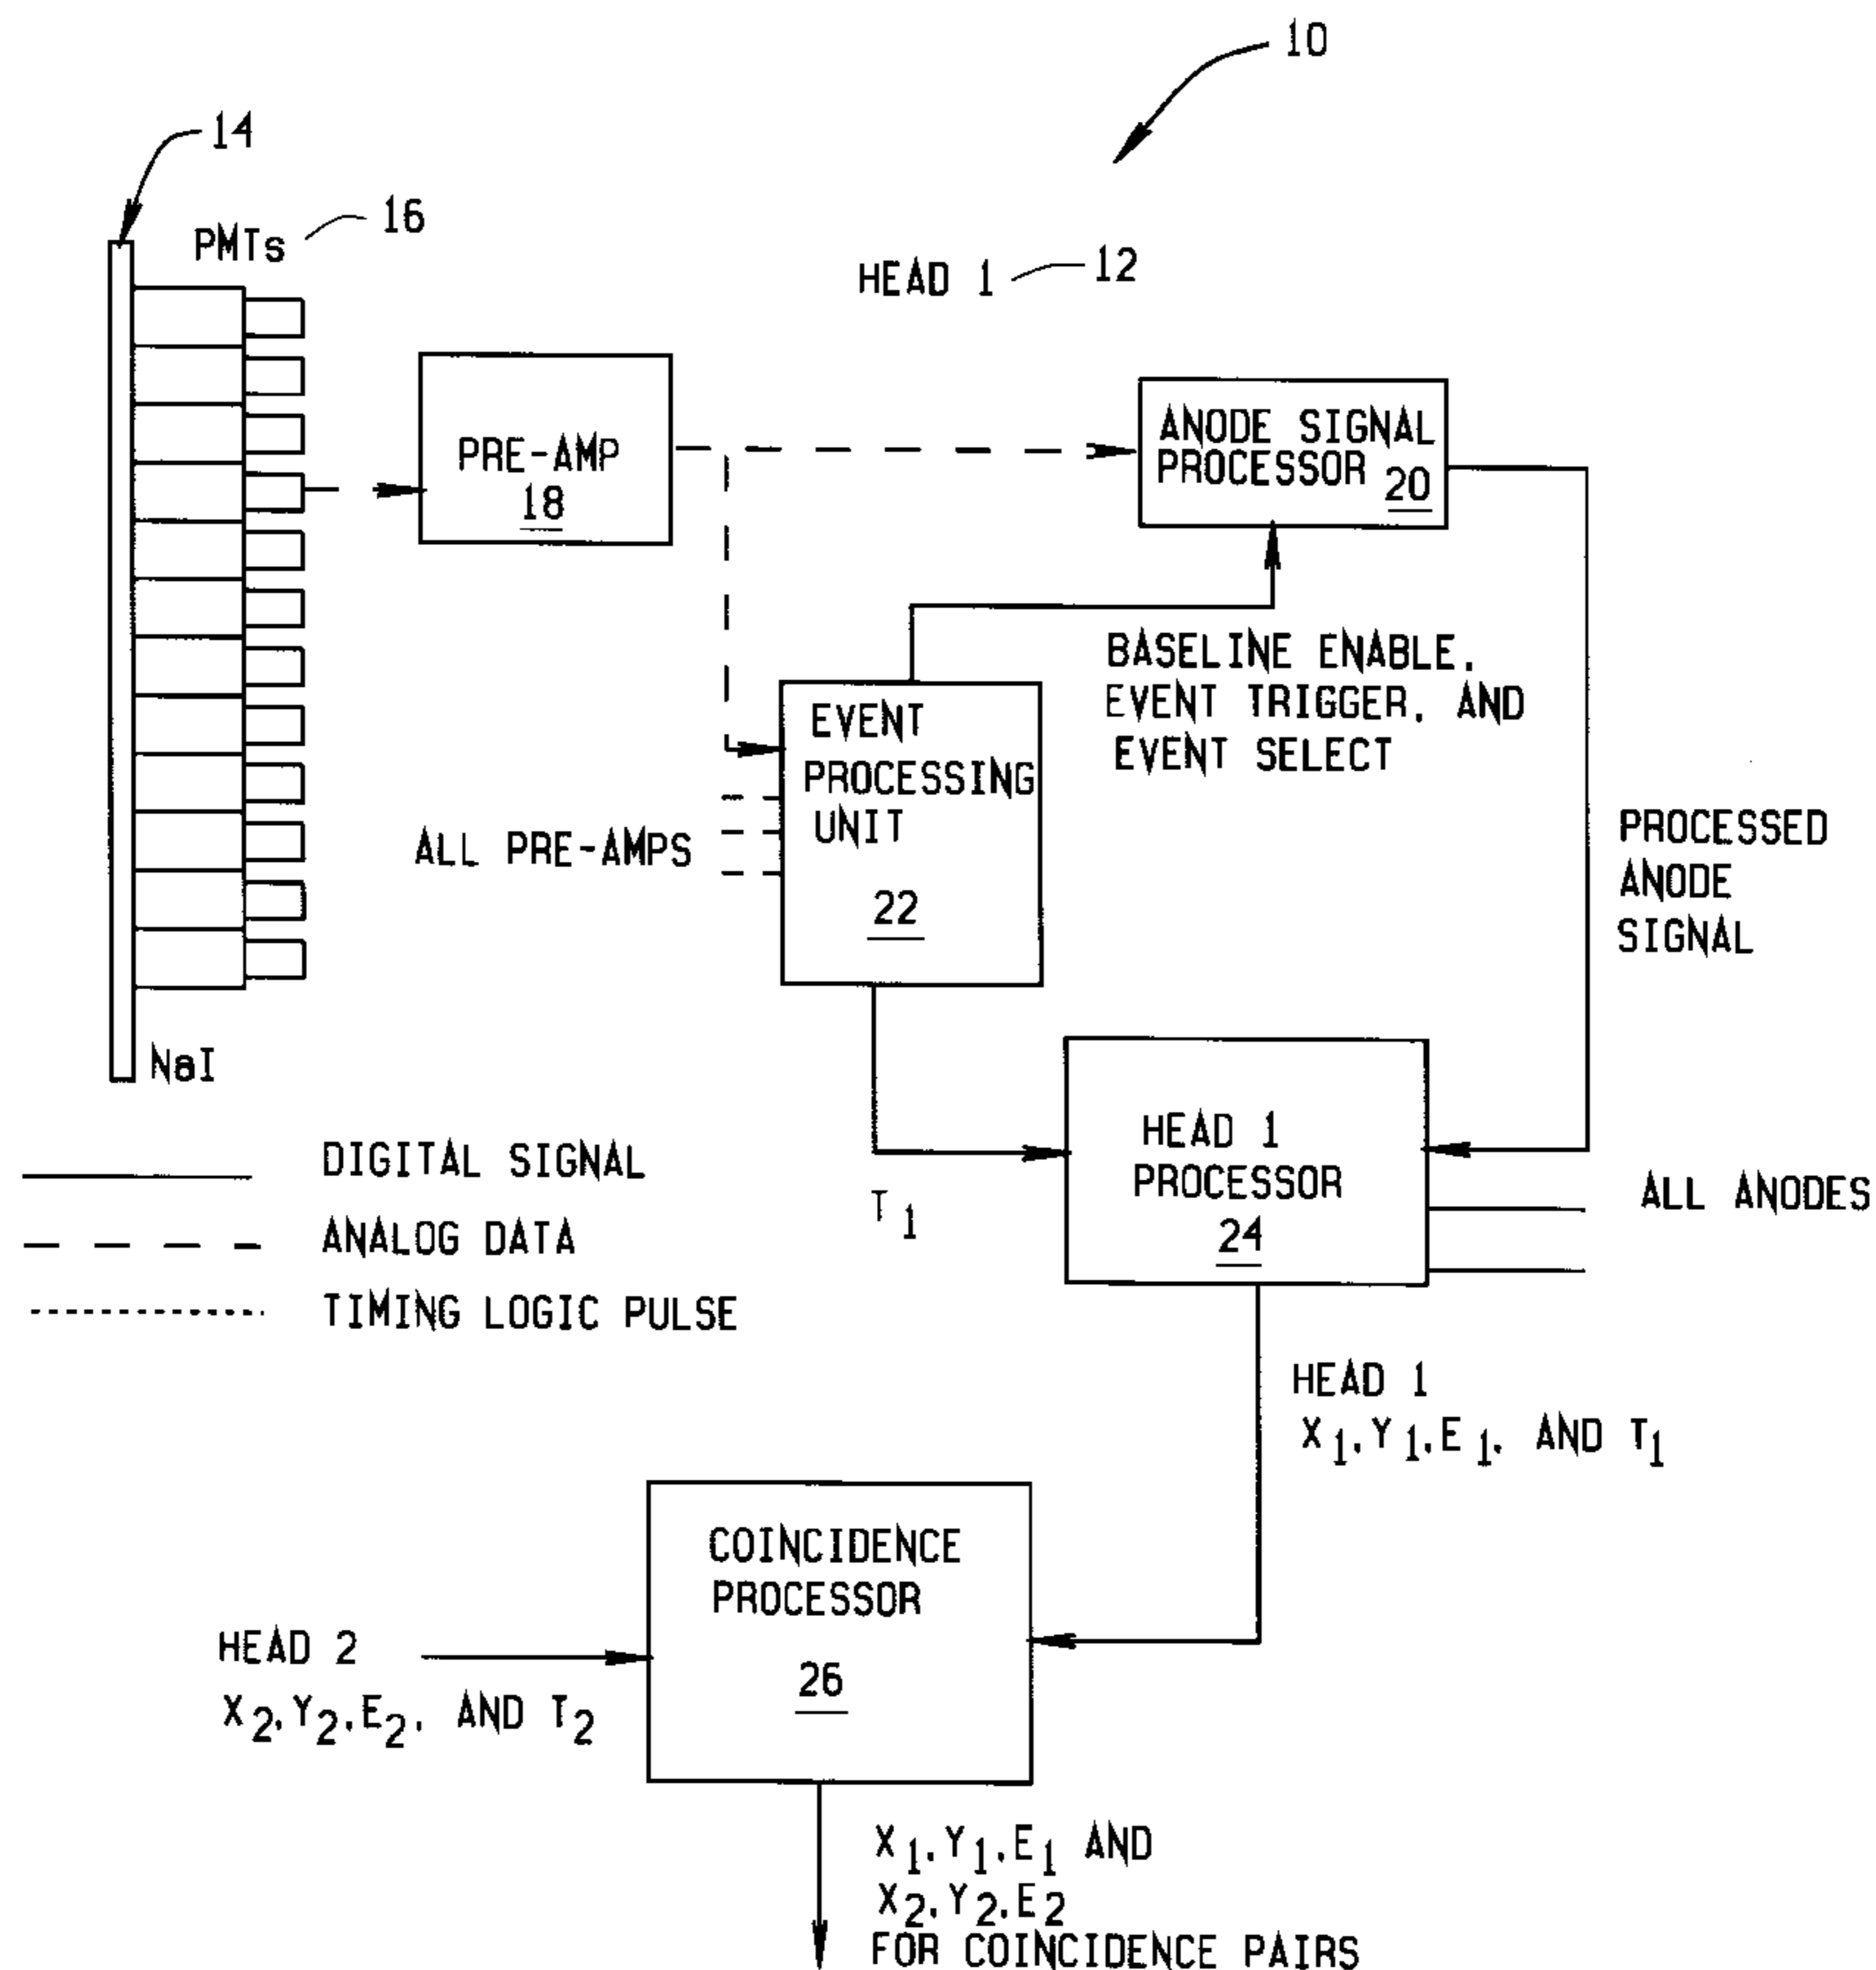 10
14
PMTs
16
HEAD 1
12
PRE-AMP
18
ANODE SIGNAL
PROCESSOR
20
BASELINE ENABLE,
EVENT TRIGGER, AND
EVENT SELECT
EVENT
PROCESSING
UNIT
22
ALL PRE-AMPS
PROCESSED
ANODE
SIGNAL
NaI
DIGITAL SIGNAL
ANALOG DATA
TIMING LOGIC PULSE
T1
HEAD 1
PROCESSOR
24
ALL ANODES
HEAD 1
X1, Y1, E1, AND T1
COINCIDENCE
PROCESSOR
26
HEAD 2
X2, Y2, E2, AND T2
X1, Y1, E1 AND
X2, Y2, E2
FOR COINCIDENCE PAIRS